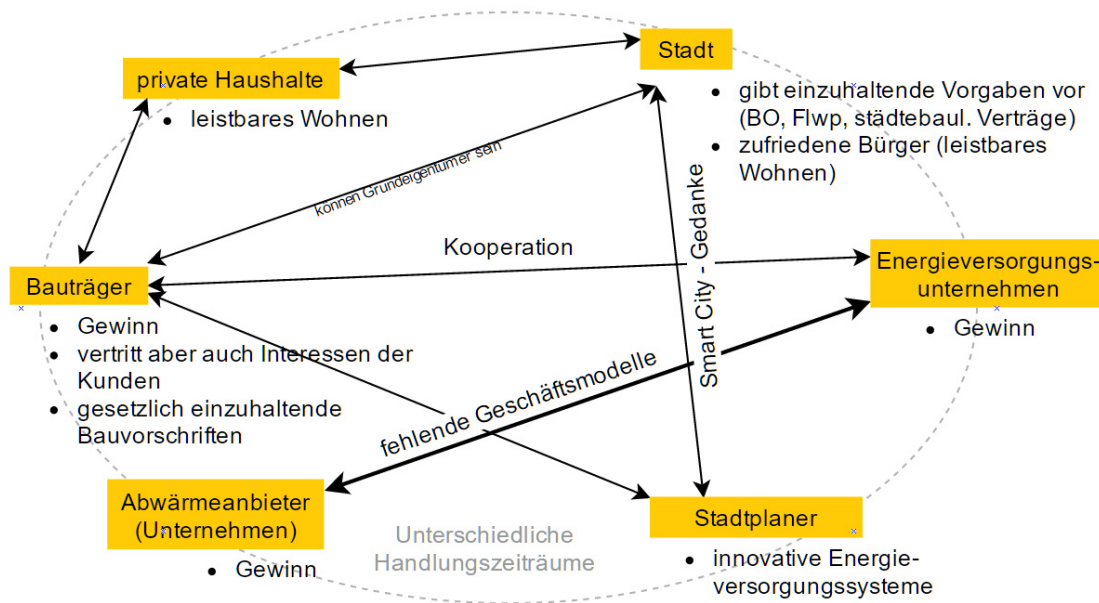 Stadt
private Haushalte
• leistbares Wohnen
• gibt einzuhaltende Vorgaben vor
(BO, Flwp, städtebaul. Verträge)
• zufriedene Bürger (leistbares
Wohnen)
können Grundeigentümer sein
Smart City - Gedanke
Kooperation
Energieversorgungs-
unternehmen
• Gewinn
Bauträger
• Gewinn
• vertritt aber auch Interessen der
Kunden
• gesetzlich einzuhaltende
Bauvorschriften
fehlende Geschäftsmodelle
Abwärmeanbieter
(Unternehmen)
• Gewinn
Unterschiedliche
Handlungszeiträume
Stadtplaner
• innovative Energie-
versorgungssysteme